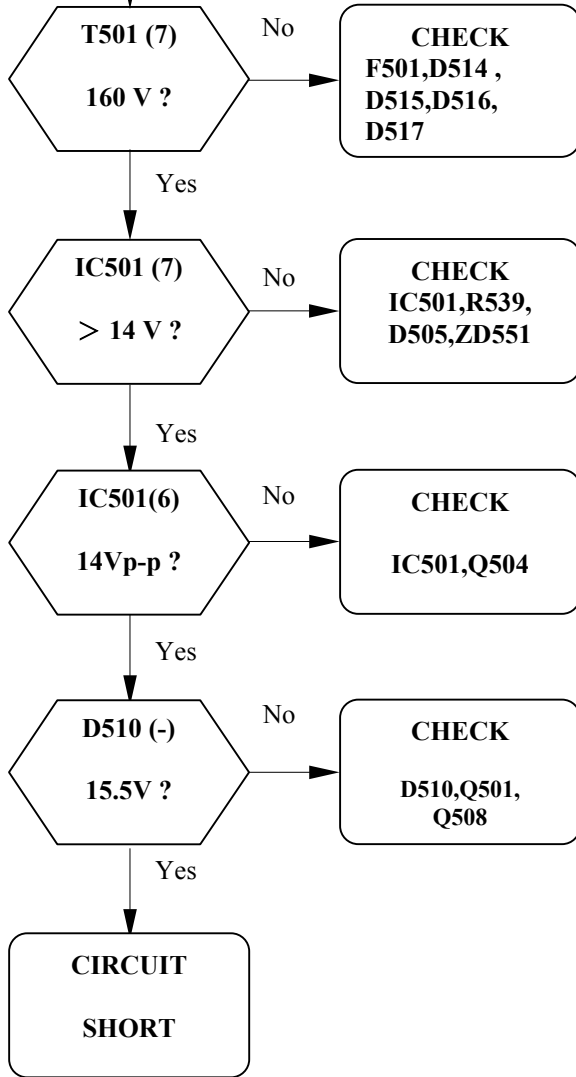 T501 (7)
160 V ?
No
CHECK
F501,D514 ,
D515,D516,
D517
Yes
IC501 (7)
＞ 14 V ?
No
CHECK
IC501,R539,
D505,ZD551
Yes
IC501(6)
14Vp-p ?
No
CHECK
IC501,Q504
Yes
D510 (-)
15.5V ?
No
CHECK
D510,Q501,
Q508
Yes
CIRCUIT
SHORT